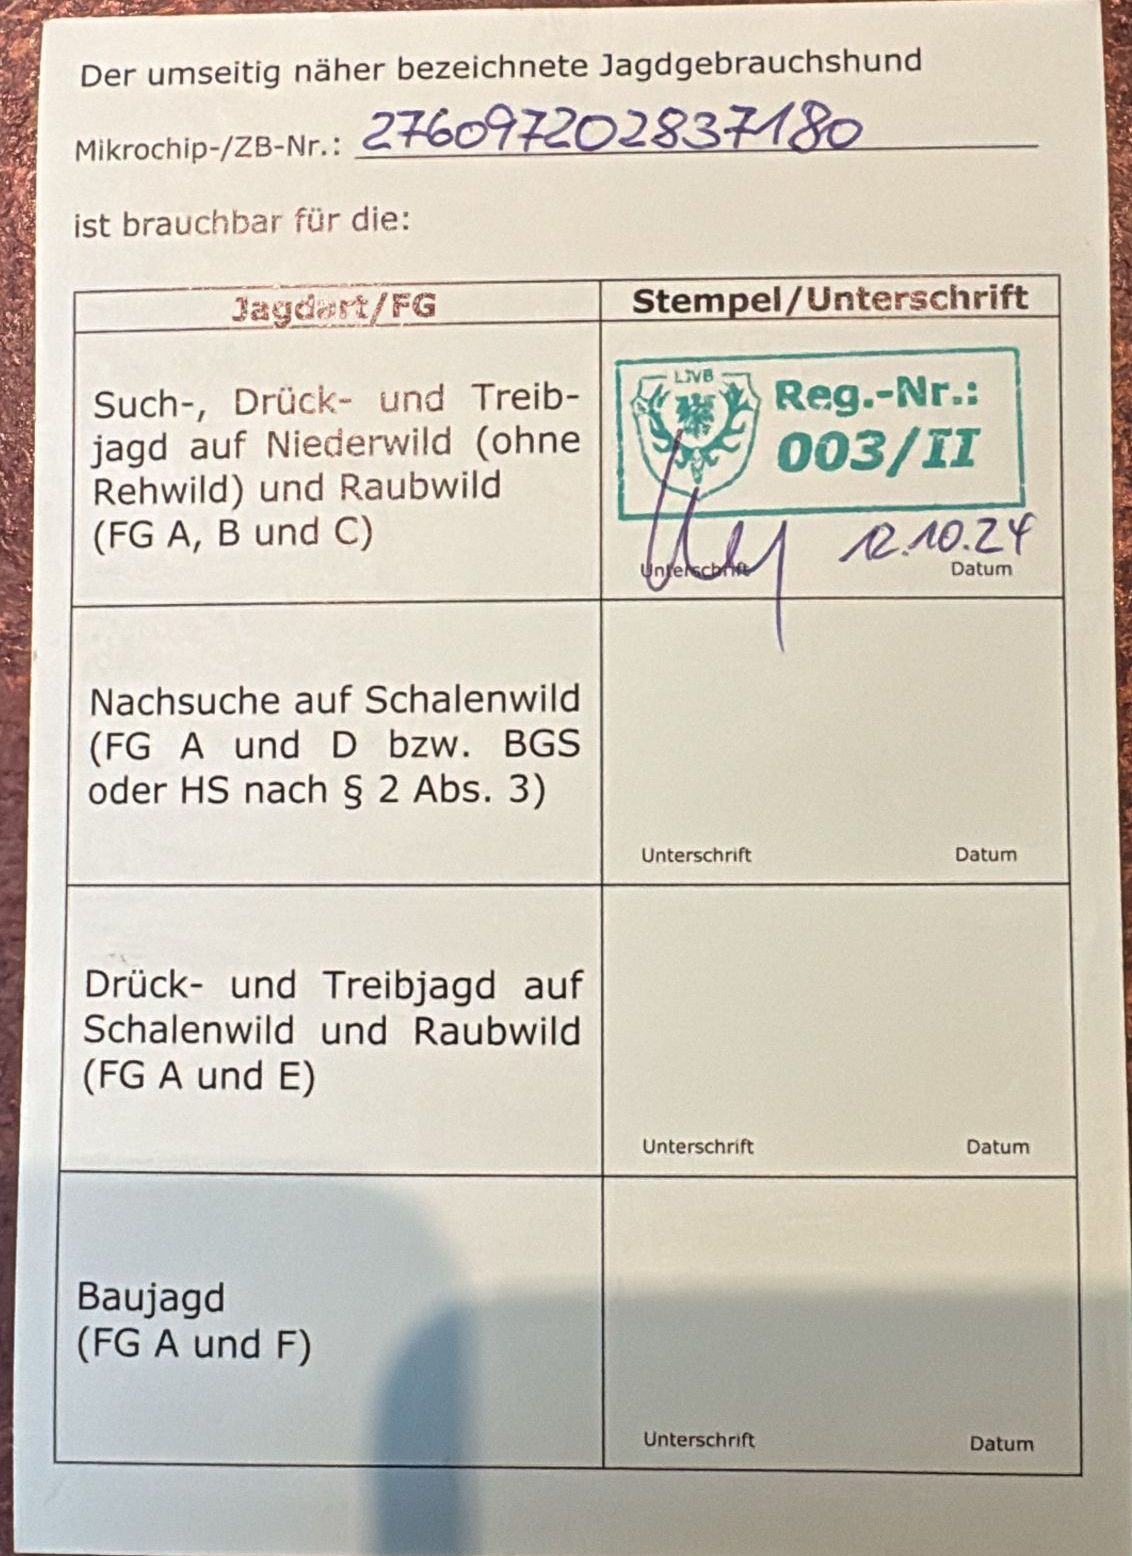 Der umseitig näher bezeichnete Jagdgebrauchshund
Mikrochip-/ZB-Nr.: 276097202837180
ist brauchbar für die:
Jagdart/FG
Stempel/Unterschrift
Such-, Drück- und Treib-
jagd auf Niederwild (ohne
Rehwild) und Raubwild
(FG A, B und C)
LJVB
Reg.-Nr.:
003/II
12.10.24
Unterschrift Datum
Nachsuche auf Schalenwild
(FG A und D bzw. BGS
oder HS nach § 2 Abs. 3)
Unterschrift Datum
Drück- und Treibjagd auf
Schalenwild und Raubwild
(FG A und E)
Unterschrift Datum
Baujagd
(FG A und F)
Unterschrift Datum